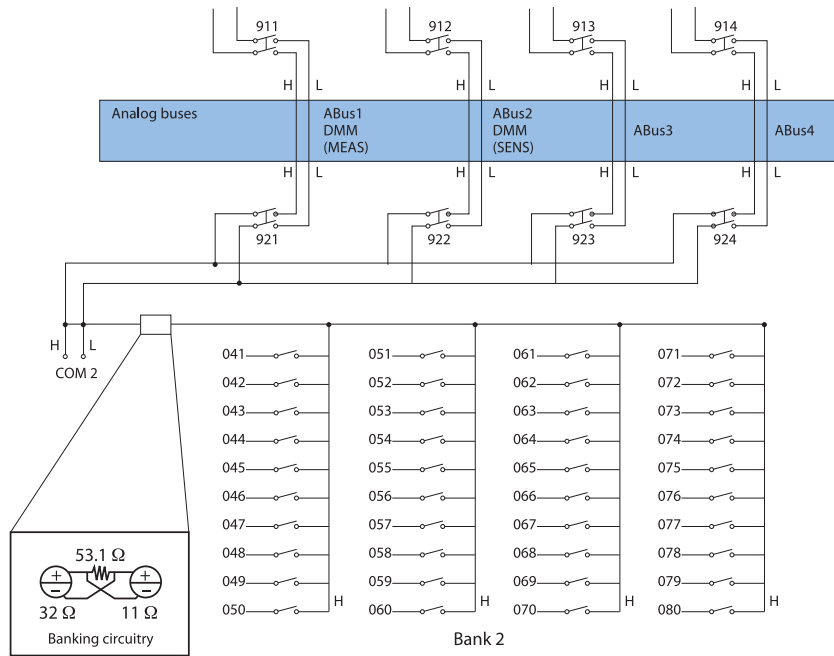 911 912 913 914
H L H L H L H L
Analog buses
ABus1
DMM
(MEAS)
ABus2
DMM
(SENS)
ABus3
ABus4
H L H L H L H L
921 922 923 924
H L
COM 2
041 051 061 071
042 052 062 072
043 053 063 073
044 054 064 074
045 055 065 075
046 056 066 076
047 057 067 077
048 058 068 078
049 059 069 079
H H H H
050 060 070 080
53.1 Ω
+ − + −
32 Ω 11 Ω
Banking circuitry
Bank 2